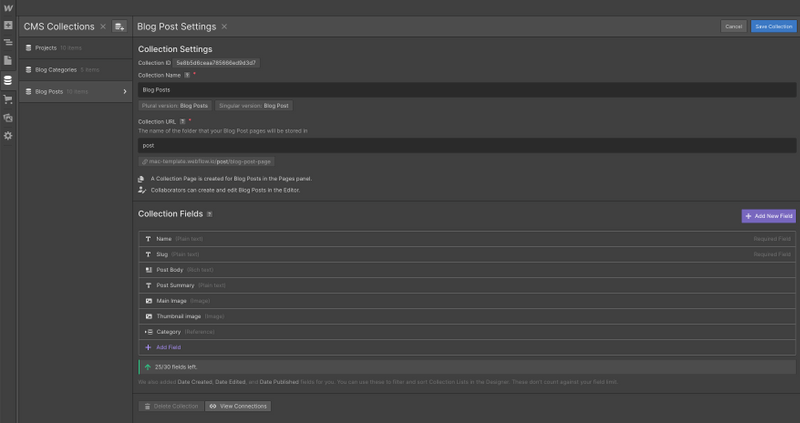 W
CMS Collections
Projects 10 items
Blog Categories 5 items
Blog Posts 10 items
Blog Post Settings
Cancel
Save Collection
Collection Settings
Collection ID
Collection Name ? *
Blog Posts
Plural version: Blog Posts Singular version: Blog Post
Collection URL ? *
The name of the folder that your Blog Post pages will be stored in
post
mac-template.webflow.io/post/blog-post-page
A Collection Page is created for Blog Posts in the Pages panel.
Collaborators can create and edit Blog Posts in the Editor.
Collection Fields ?
+ Add New Field
Name (Plain text) Required Field
Slug (Plain text) Required Field
Post Body (Rich text)
Post Summary (Plain text)
Main image (Image)
Thumbnail image (Image)
Category (Reference)
+ Add Field
25/30 fields left.
We also added Date Created, Date Edited, and Date Published fields for you. You can use these to filter and sort Collection Lists in the Designer. These don't count against your field limit.
Delete Collection View Connections